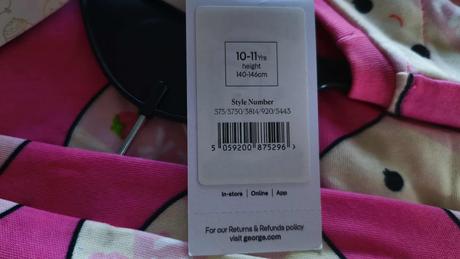 10-11Yrs
height
140-146cm
Style Number
375/3750/3814/920/5443
5 059200 875296 >
In-store | Online | App
For our Returns & Refunds policy
visit george.com